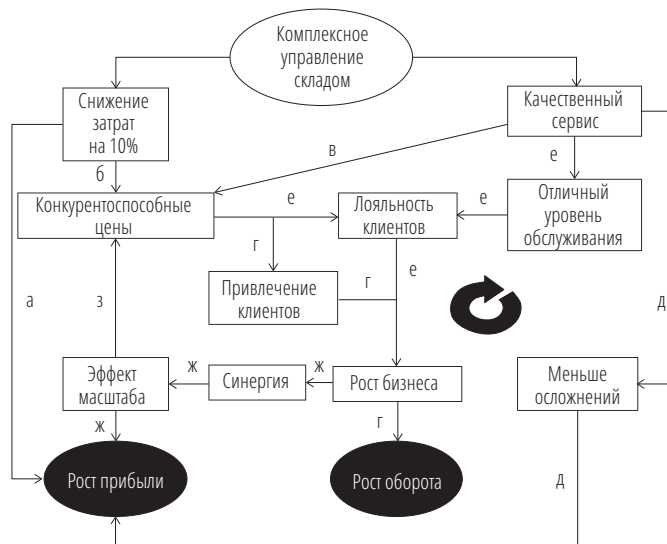 Комплексное
управление
складом
Снижение
затрат
на 10%
Качественный
сервис
в
е
б
Конкурентоспособные
цены
е
Лояльность
клиентов
е
Отличный
уровень
обслуживания
г
е
Привлечение
клиентов
г
а
з
д
Эффект
масштаба
ж
Синергия
ж
Рост бизнеса
Меньше
осложнений
ж
г
Рост прибыли
Рост оборота
д